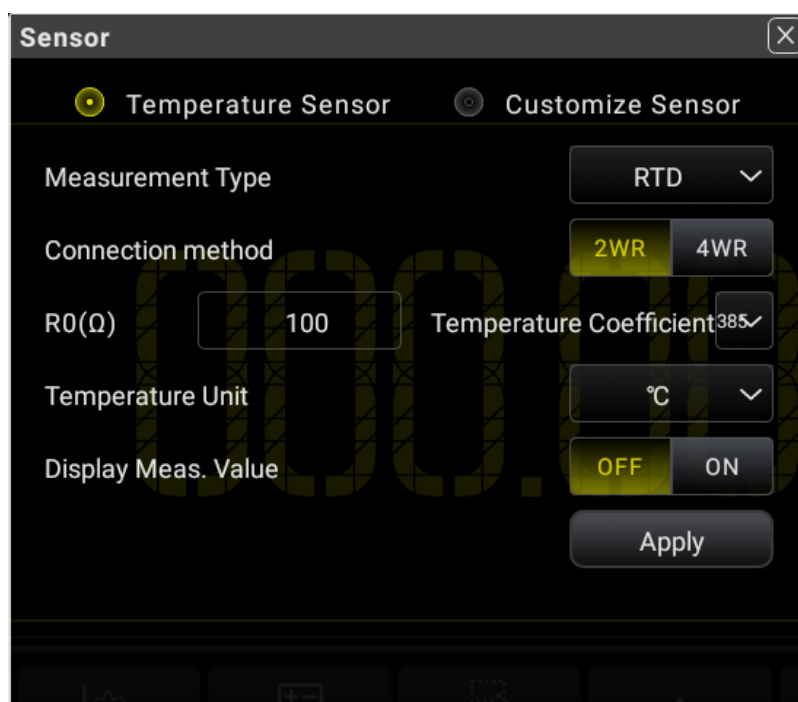 Sensor
Temperature Sensor Customize Sensor
Measurement Type RTD
Connection method 2WR 4WR
R0(Ω) 100 Temperature Coefficient 385
Temperature Unit ℃
Display Meas. Value OFF ON
Apply